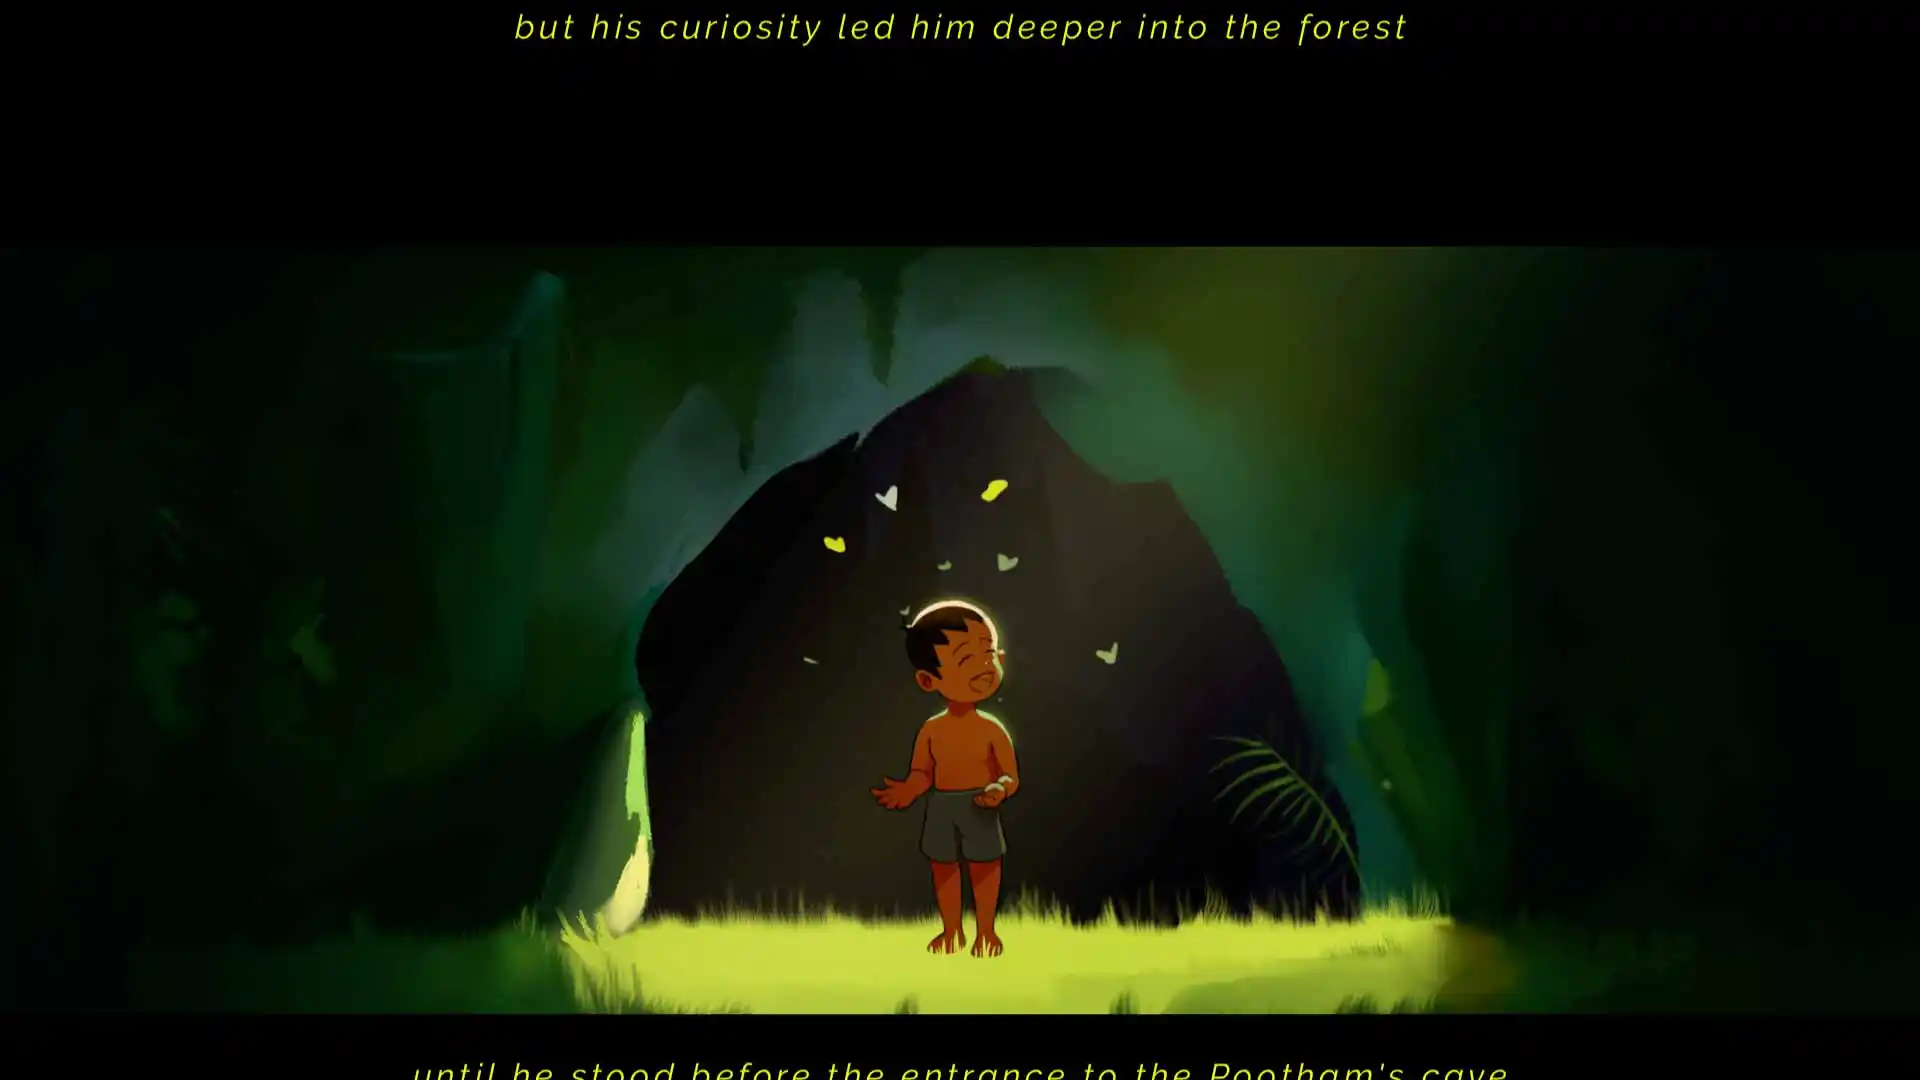 but his curiosity led him deeper into the forest
until he stood before the entrance to the Pootham's cave